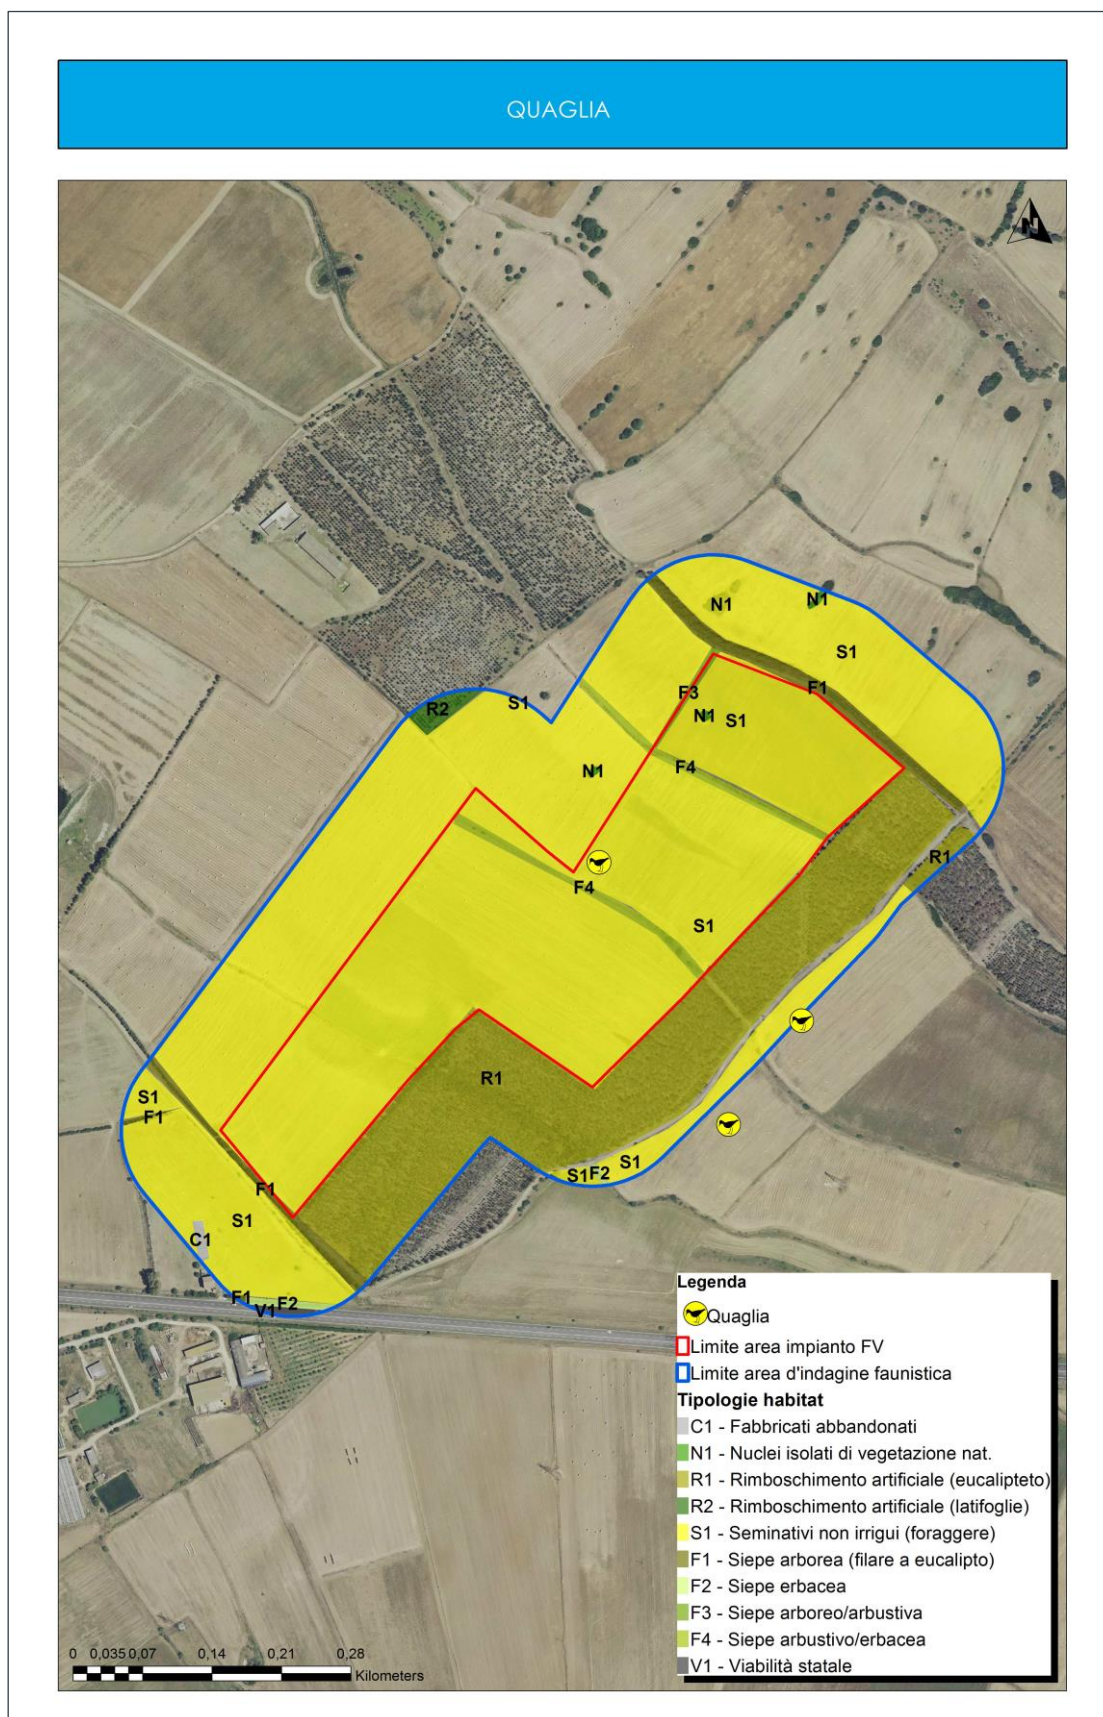 QUAGLIA
N
N1
N1
S1
F3
F1
R2
S1
N1
S1
F4
N1
R1
F4
S1
R1
S1
F1
S1
F2
S1
F1
S1
C1
F1
F2
V1
Legenda
Quaglia
Limite area impianto FV
Limite area d'indagine faunistica
Tipologie habitat
C1 - Fabbricati abbandonati
N1 - Nuclei isolati di vegetazione nat.
R1 - Rimboschimento artificiale (eucalipteto)
R2 - Rimboschimento artificiale (latifoglie)
S1 - Seminativi non irrigui (foraggere)
F1 - Siepe arborea (filare a eucalipto)
F2 - Siepe erbacea
F3 - Siepe arboreo/arbustiva
F4 - Siepe arbustivo/erbacea
V1 - Viabilità statale
0 0,035 0,07 0,14 0,21 0,28
Kilometers